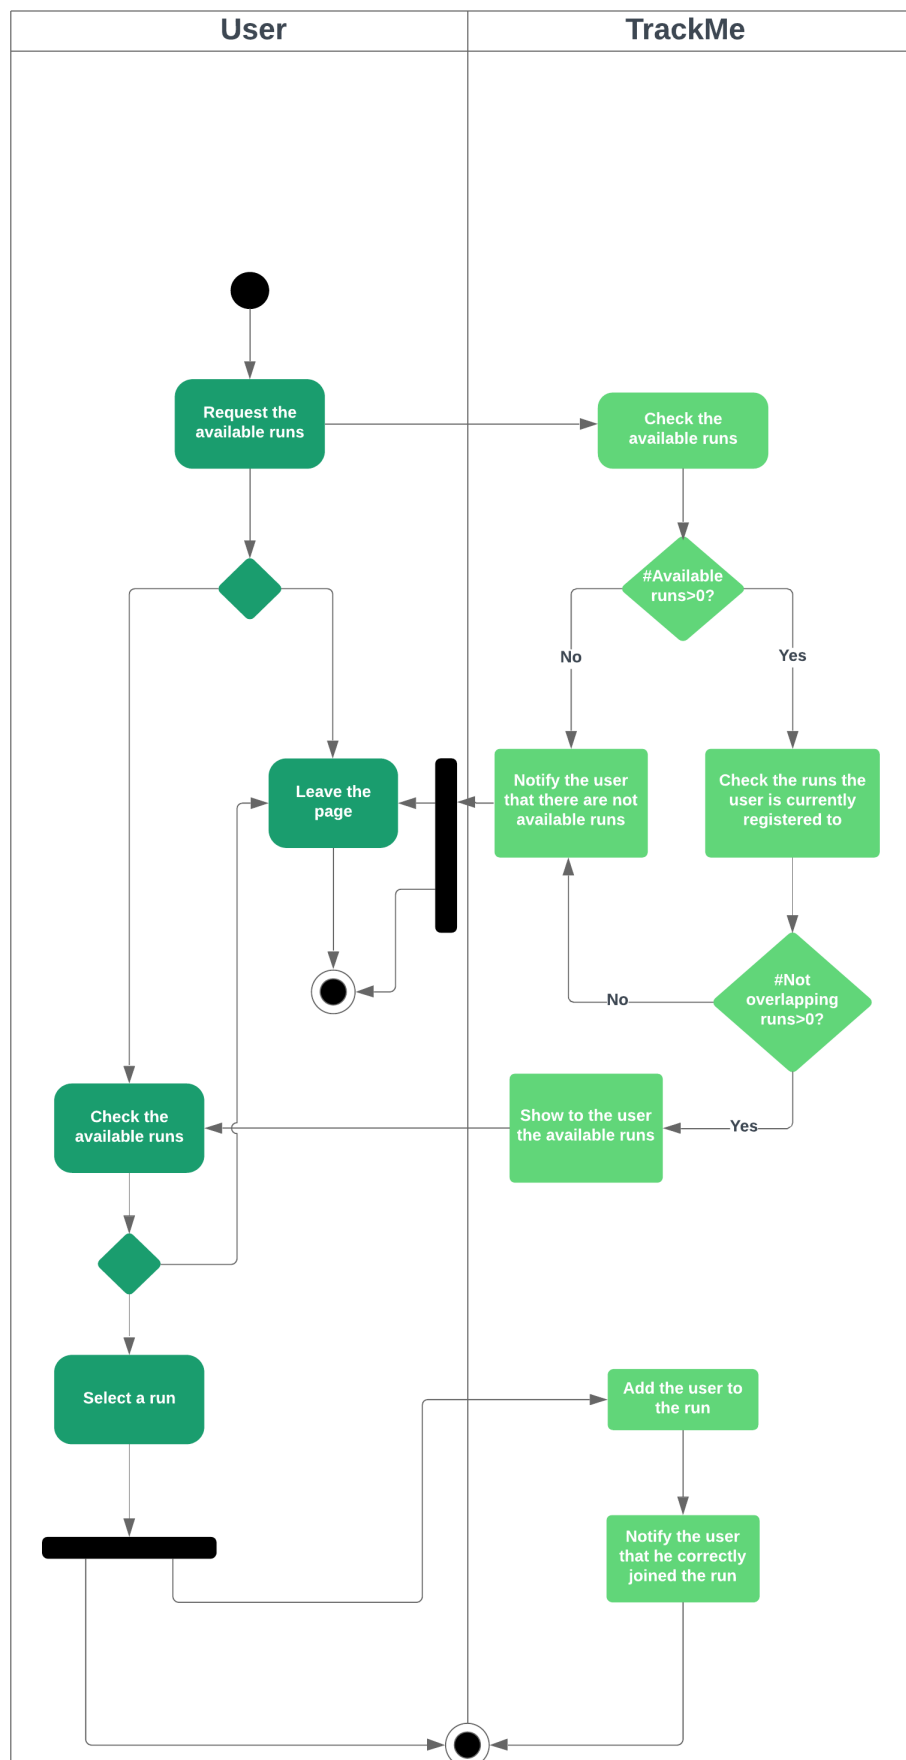 User
TrackMe
Request the
available runs
Check the
available runs
#Available
runs>0?
No
Yes
Leave the
page
Notify the user
that there are not
available runs
Check the runs the
user is currently
registered to
#Not
overlapping
runs>0?
No
Check the
available runs
Show to the user
the available runs
Yes
Select a run
Add the user to
the run
Notify the user
that he correctly
joined the run